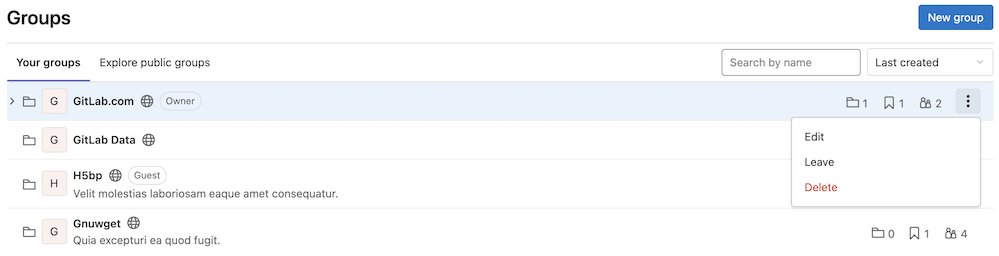 Groups
New group
Your groups Explore public groups Search by name Last created
G GitLab.com Owner 1 1 2
Edit
G GitLab Data
Leave
H H5bp Guest
Delete
Velit molestias laboriosam eaque amet consequatur.
G Gnuwget
Quia excepturi ea quod fugit. 0 1 4